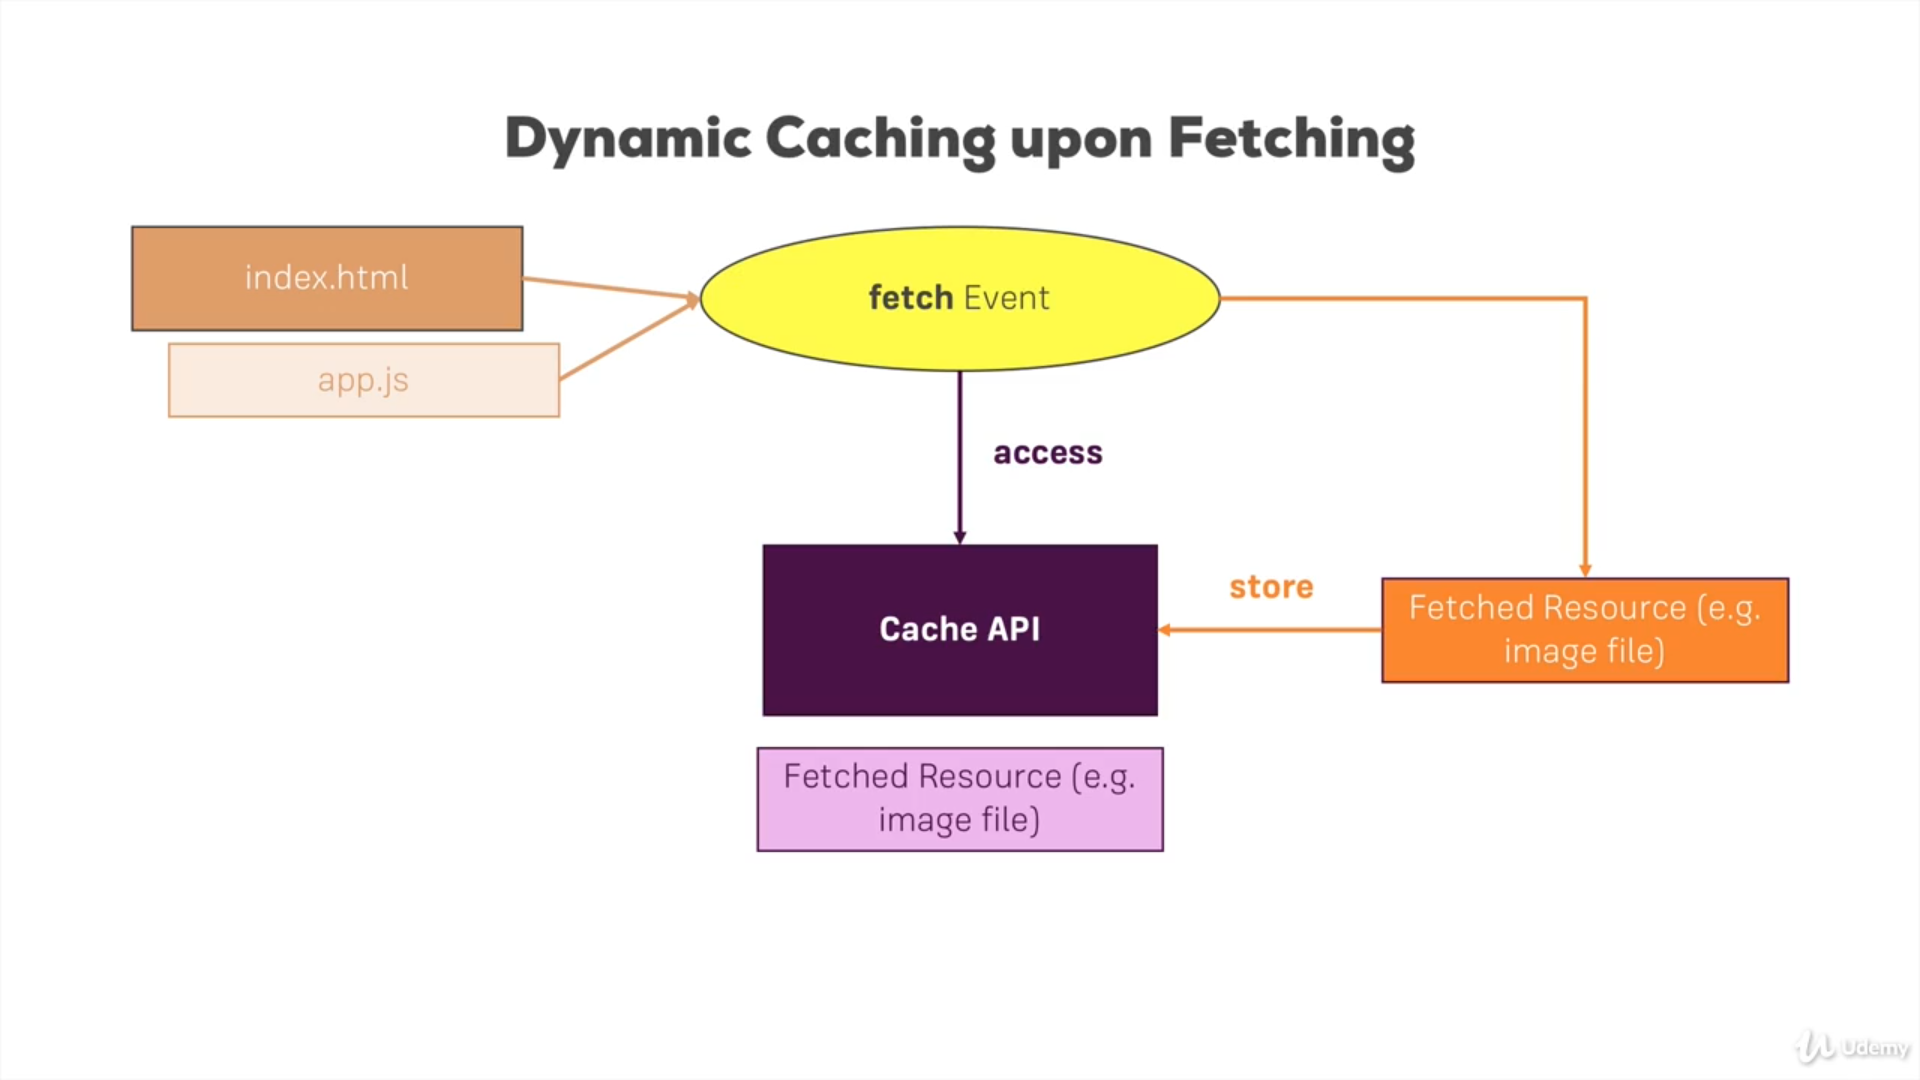 Dynamic Caching upon Fetching
index.html
fetch Event
app.js
access
store
Cache API
Fetched Resource (e.g.
image file)
Fetched Resource (e.g.
image file)
Udemy